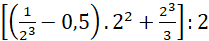 [(1/2³ − 0,5) . 2² + 2³/3] : 2